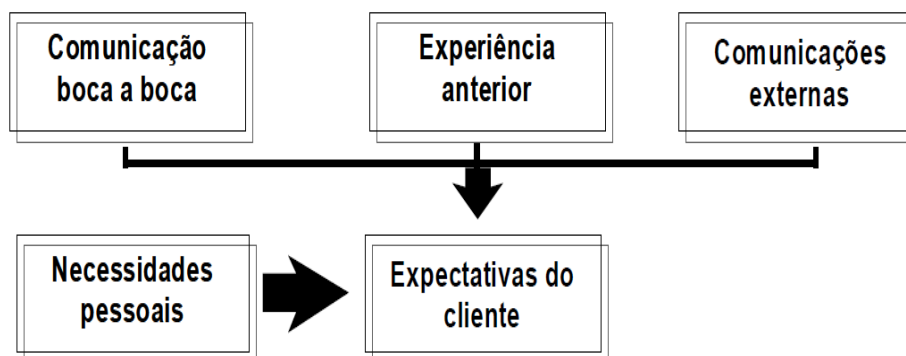 Comunicação
boca a boca
Experiência
anterior
Comunicações
externas
Necessidades
pessoais
Expectativas do
cliente